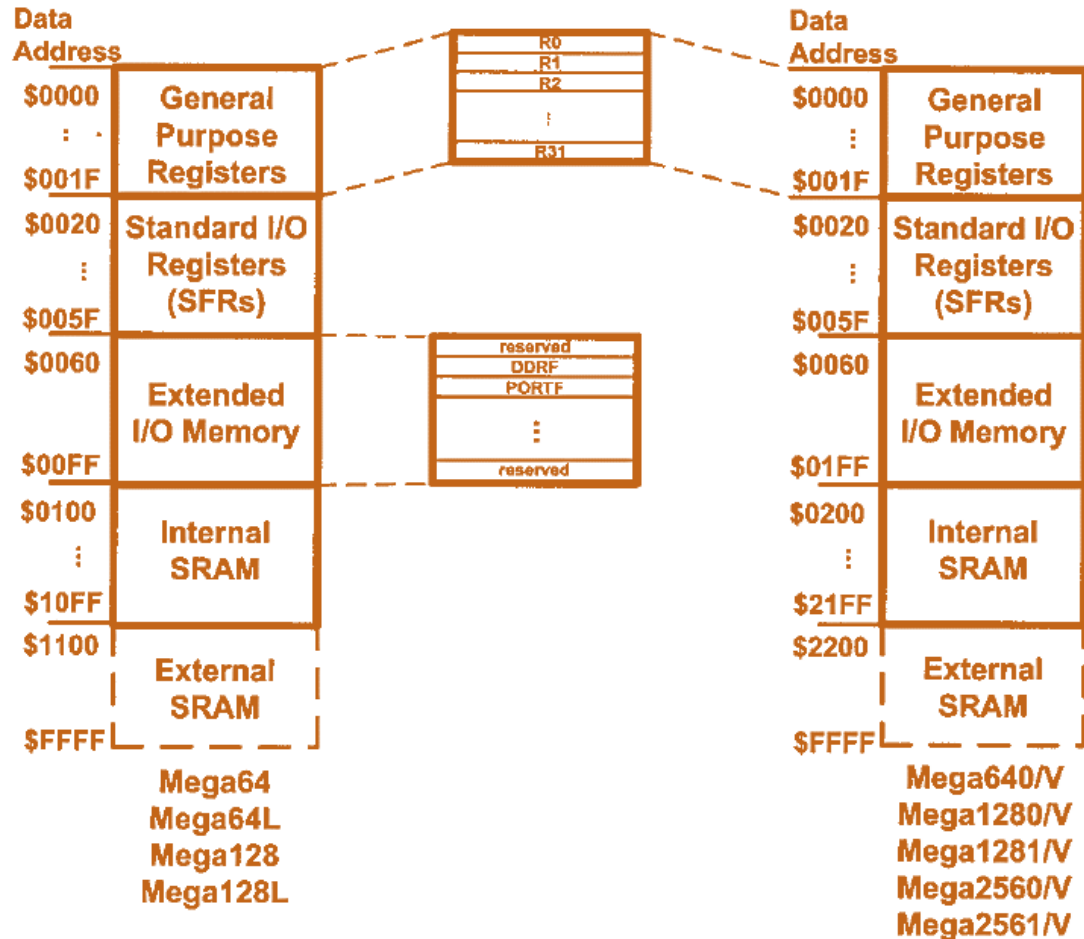 Data
Address
$0000
:
$001F
$0020
:
$005F
$0060
$00FF
$0100
:
$10FF
$1100
$FFFF
General
Purpose
Registers
Standard I/O
Registers
(SFRs)
Extended
I/O Memory
Internal
SRAM
External
SRAM
Mega64
Mega64L
Mega128
Mega128L
R0
R1
R2
:
R31
reserved
DDRF
PORTF
:
reserved
Data
Address
$0000
:
$001F
$0020
:
$005F
$0060
$01FF
$0200
:
$21FF
$2200
$FFFF
General
Purpose
Registers
Standard I/O
Registers
(SFRs)
Extended
I/O Memory
Internal
SRAM
External
SRAM
Mega640/V
Mega1280/V
Mega1281/V
Mega2560/V
Mega2561/V